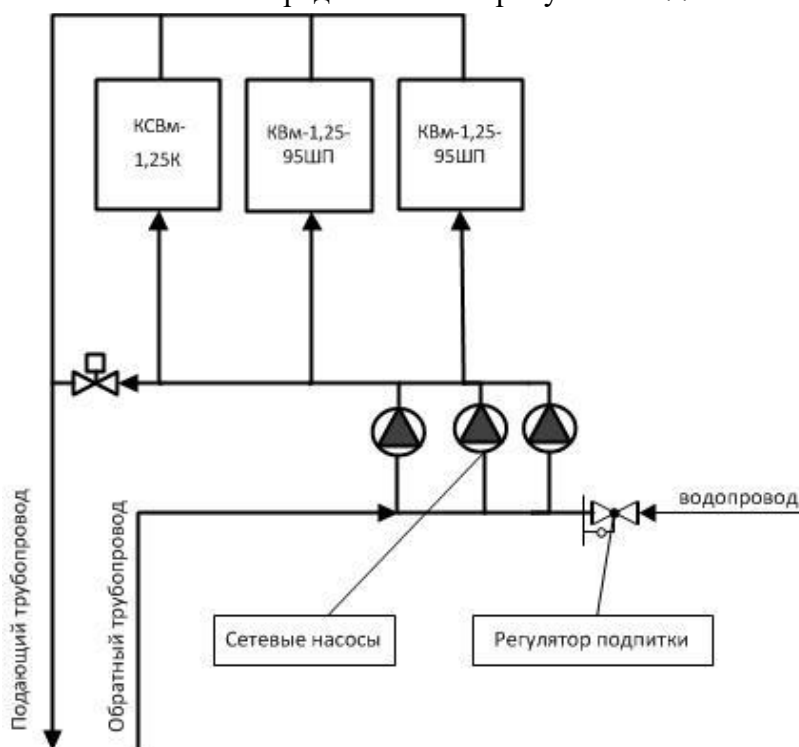 КСВм-
1,25К
КВм-1,25-
95ШП
КВм-1,25-
95ШП
водопровод
Подающий трубопровод
Обратный трубопровод
Сетевые насосы
Регулятор подпитки